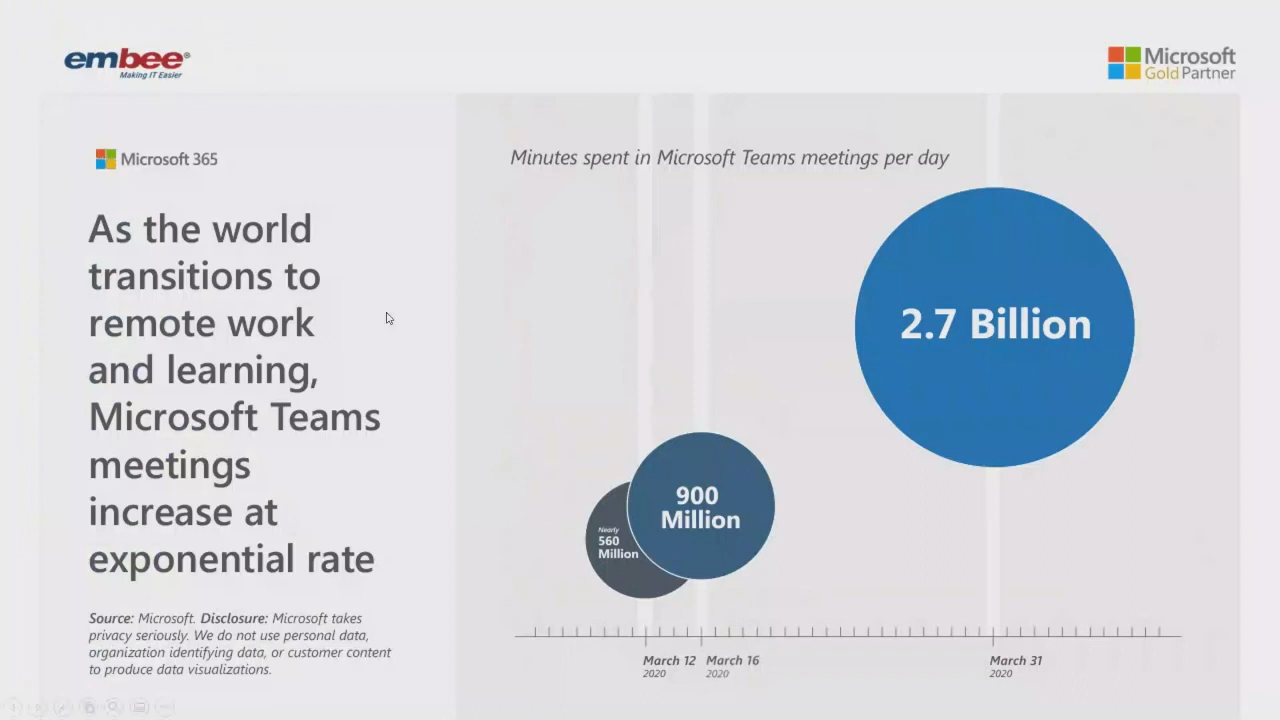 embee®
Making IT Easier
Microsoft
Gold Partner
Microsoft 365
As the world
transitions to
remote work
and learning,
Microsoft Teams
meetings
increase at
exponential rate
Source: Microsoft. Disclosure: Microsoft takes
privacy seriously. We do not use personal data,
organization identifying data, or customer content
to produce data visualizations.
Minutes spent in Microsoft Teams meetings per day
2.7 Billion
900
Million
Nearly
560
Million
March 12
2020
March 16
2020
March 31
2020